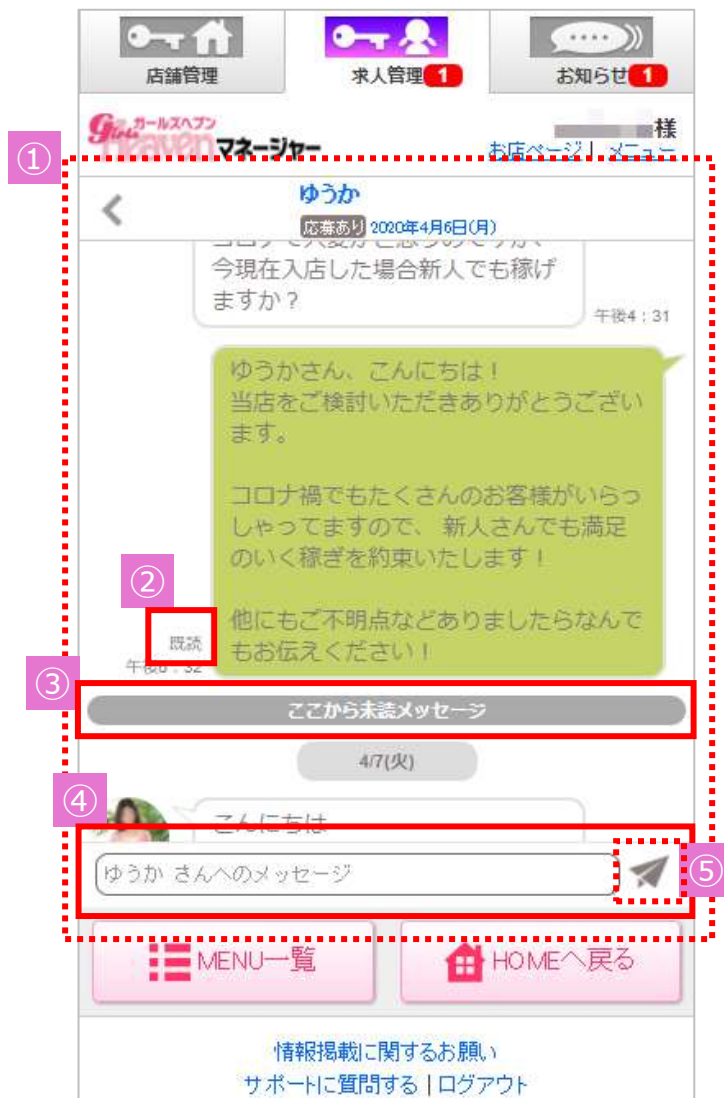 店舗管理
求人管理 1
お知らせ 1
ガールズヘブン
Girls Heaven マネージャー
様
お店ページ | メニュー
①
ゆうか
応募あり 2020年4月6日(月)
今現在入店した場合新人でも稼げ
ますか？
午後4：31
ゆうかさん、こんにちは！
当店をご検討いただきありがとうござい
ます。
コロナ禍でもたくさんのお客様がいらっ
しゃってますので、 新人さんでも満足
のいく稼ぎを約束いたします！
②
他にもご不明点などありましたらなんで
もお伝えください！
既読
午後6：32
③
ここから未読メッセージ
4/7(火)
④
こんにちは
ゆうか さんへのメッセージ
⑤
MENU一覧
HOMEへ戻る
情報掲載に関するお願い
サポートに質問する | ログアウト